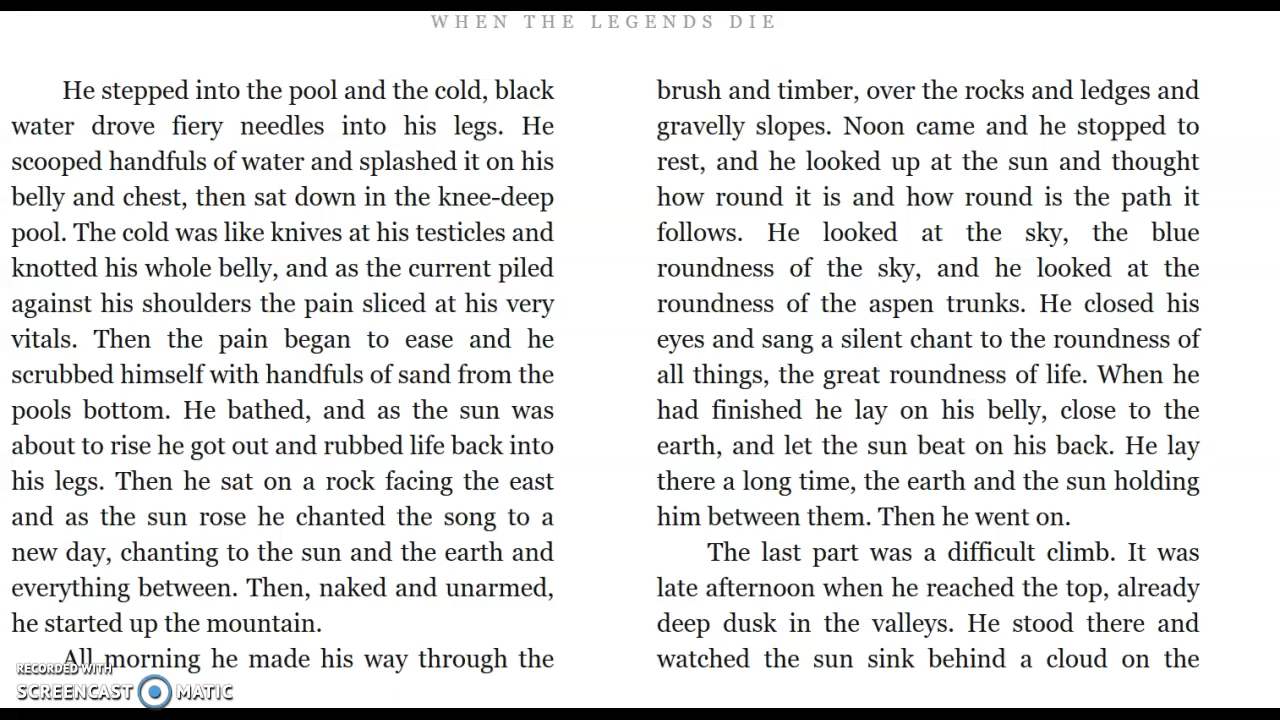 WHEN THE LEGENDS DIE
He stepped into the pool and the cold, black
water drove fiery needles into his legs. He
scooped handfuls of water and splashed it on his
belly and chest, then sat down in the knee-deep
pool. The cold was like knives at his testicles and
knotted his whole belly, and as the current piled
against his shoulders the pain sliced at his very
vitals. Then the pain began to ease and he
scrubbed himself with handfuls of sand from the
pools bottom. He bathed, and as the sun was
about to rise he got out and rubbed life back into
his legs. Then he sat on a rock facing the east
and as the sun rose he chanted the song to a
new day, chanting to the sun and the earth and
everything between. Then, naked and unarmed,
he started up the mountain.
All morning he made his way through the
brush and timber, over the rocks and ledges and
gravelly slopes. Noon came and he stopped to
rest, and he looked up at the sun and thought
how round it is and how round is the path it
follows. He looked at the sky, the blue
roundness of the sky, and he looked at the
roundness of the aspen trunks. He closed his
eyes and sang a silent chant to the roundness of
all things, the great roundness of life. When he
had finished he lay on his belly, close to the
earth, and let the sun beat on his back. He lay
there a long time, the earth and the sun holding
him between them. Then he went on.
The last part was a difficult climb. It was
late afternoon when he reached the top, already
deep dusk in the valleys. He stood there and
watched the sun sink behind a cloud on the
RECORDED WITH
SCREENCAST MATIC